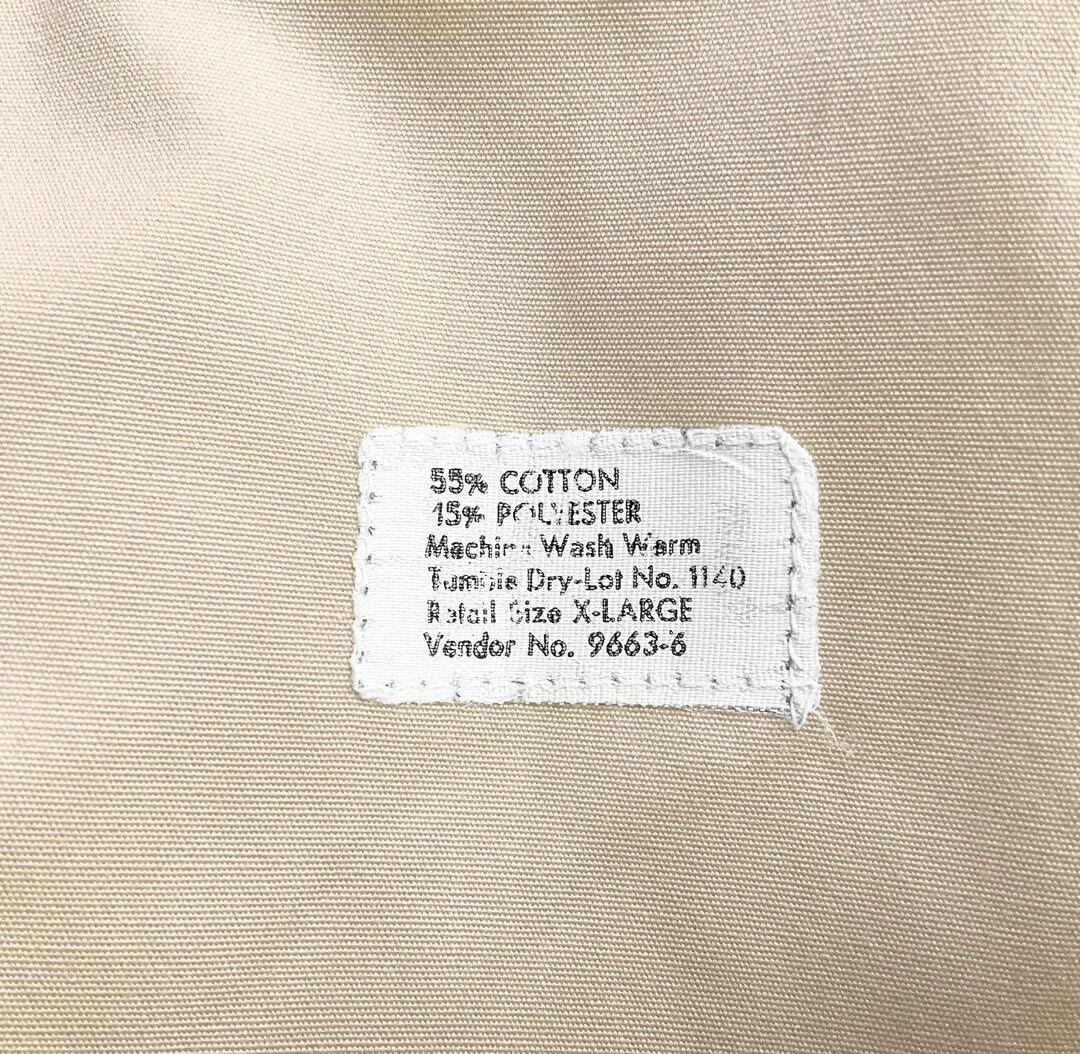 55% COTTON
15% POLYESTER
Machine Wash Warm
Tumble Dry-Lot No. 1140
Retail Size X-LARGE
Vendor No. 9663-6